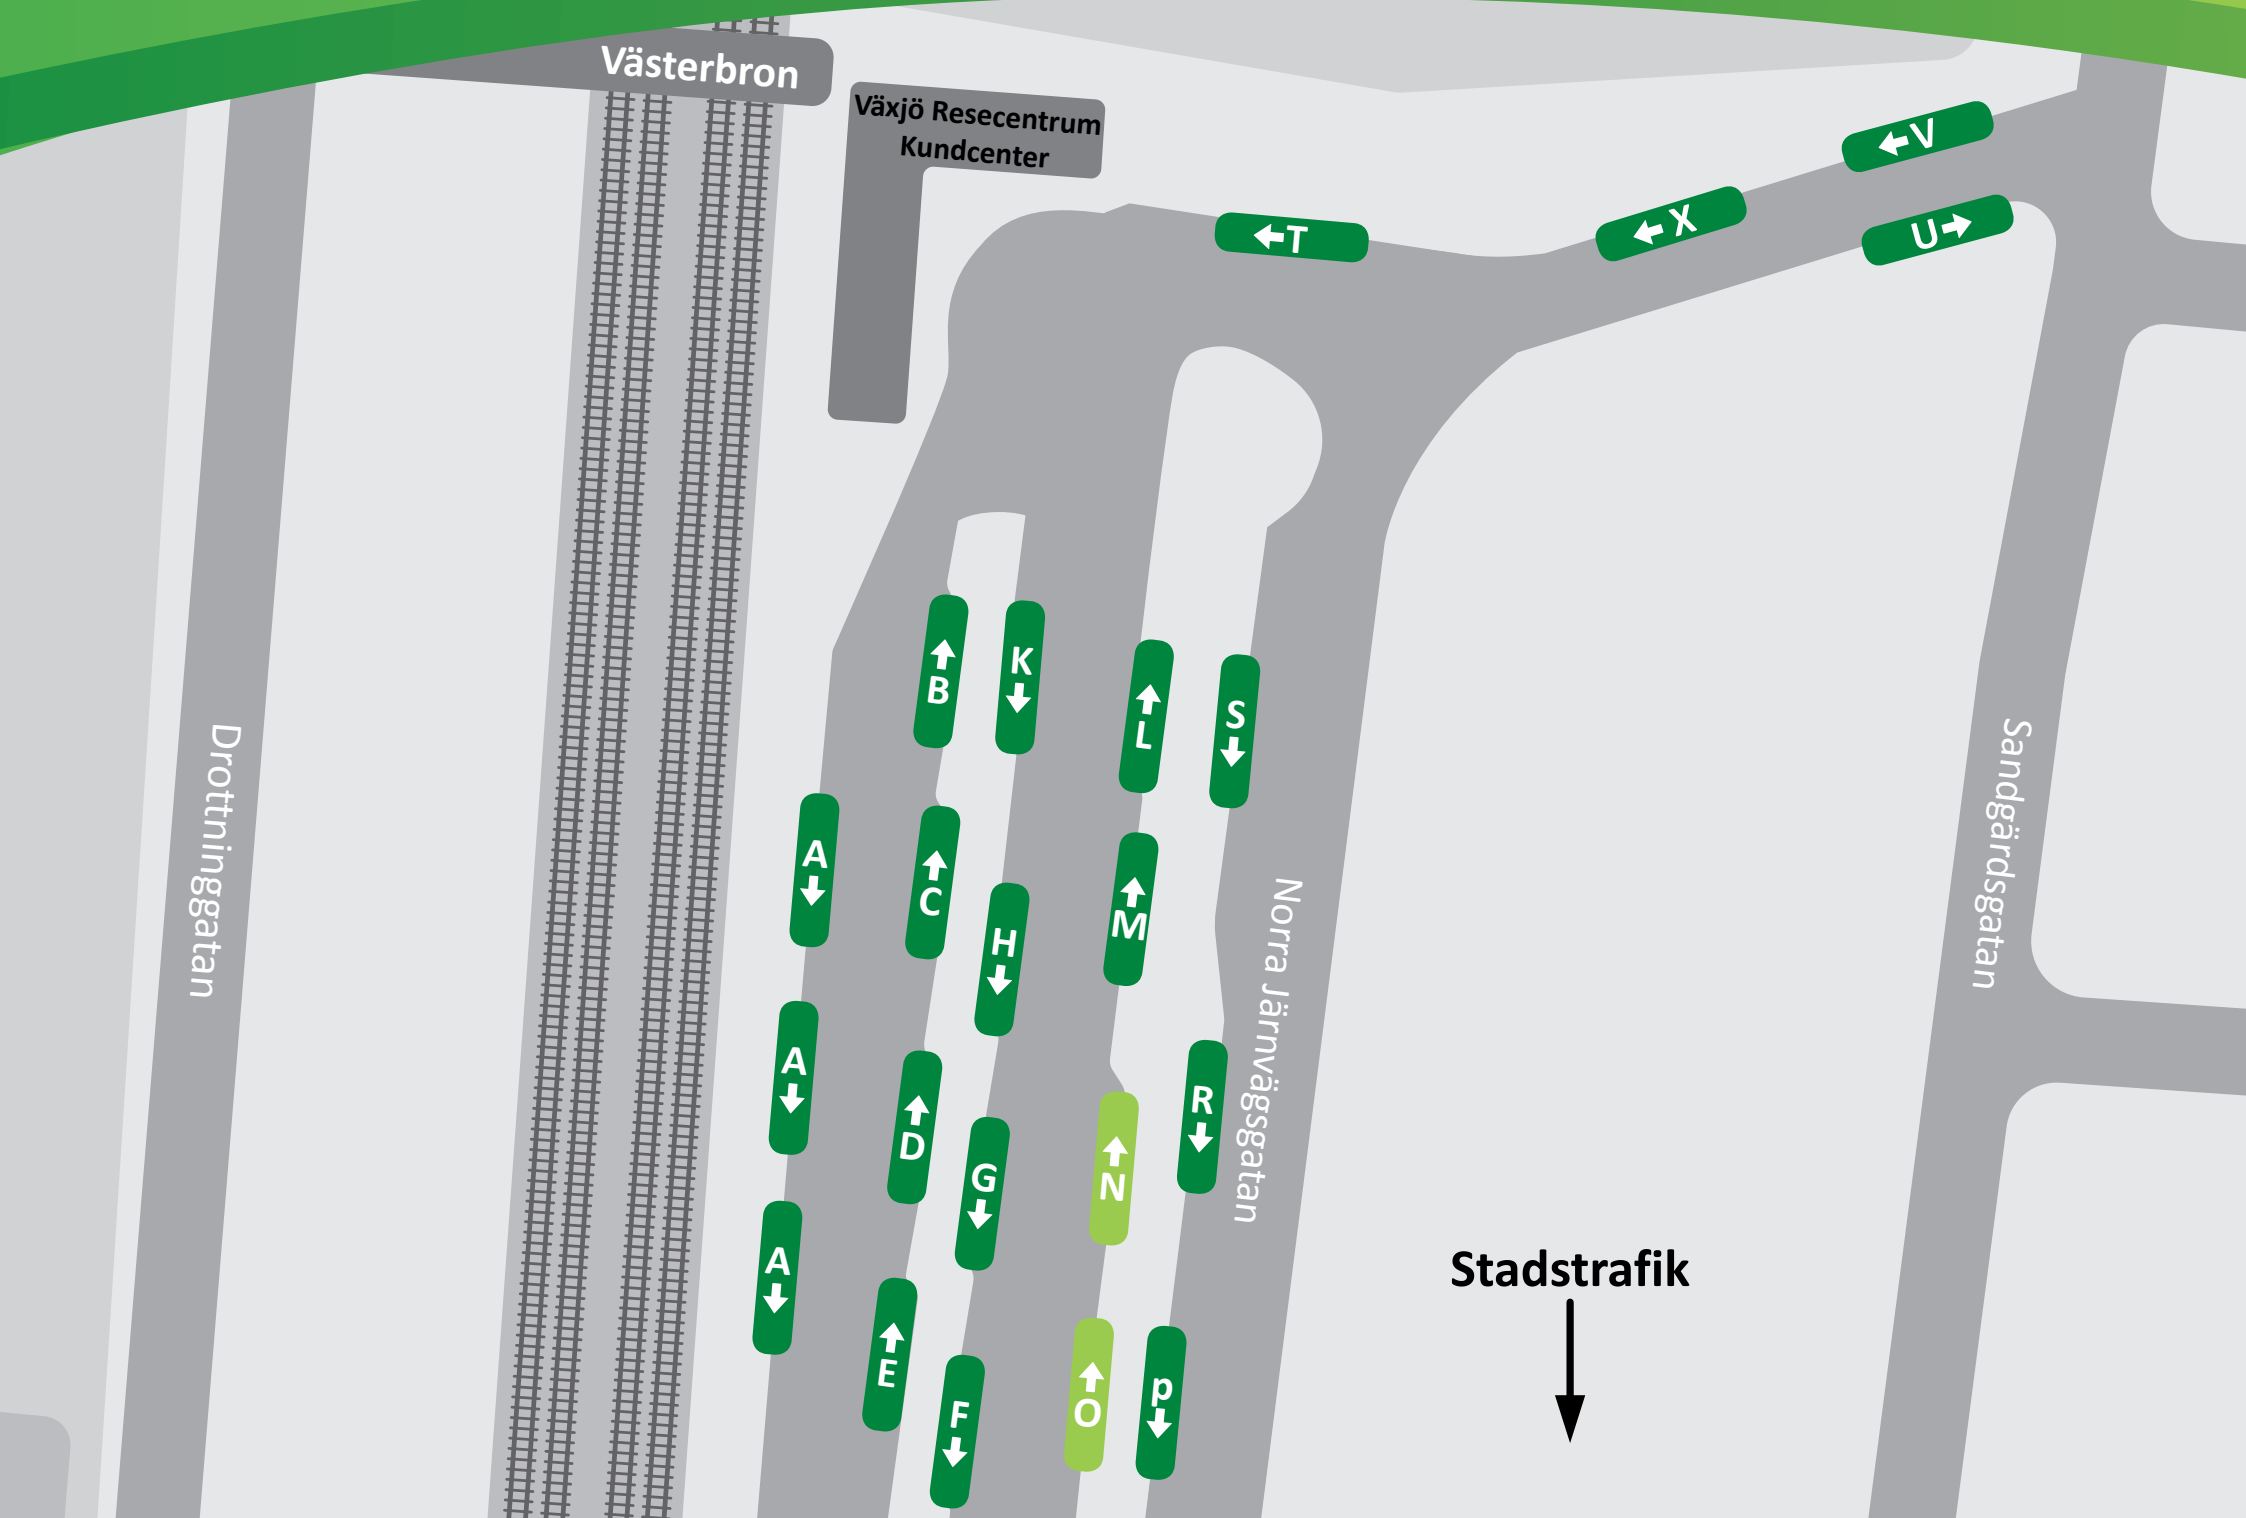 Västerbron
Växjö Resecentrum
Kundcenter
V
X
U
T
B
K
L
S
Drottninggatan
Sandgärdsgatan
A
C
M
H
Norra Järnvägsgatan
A
D
R
G
N
A
Stadstrafik
E
F
O
p